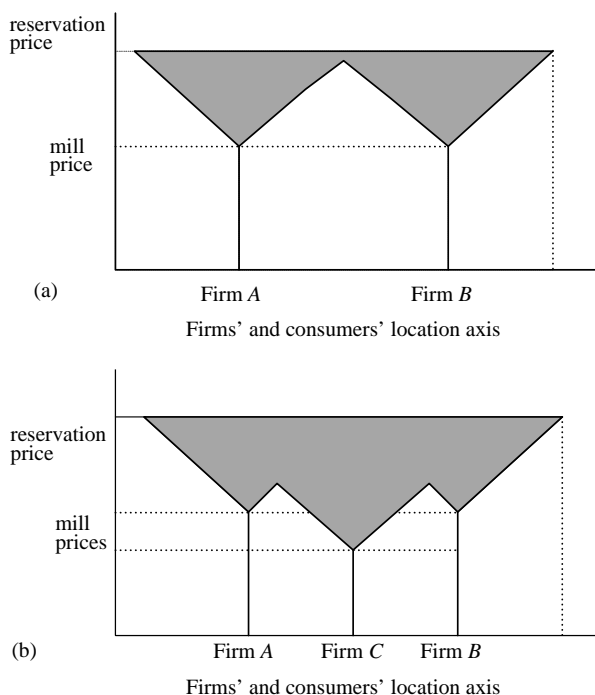 reservation
price
mill
price
(a)
Firm A
Firm B
Firms’ and consumers’ location axis
reservation
price
mill
prices
(b)
Firm A
Firm C
Firm B
Firms’ and consumers’ location axis